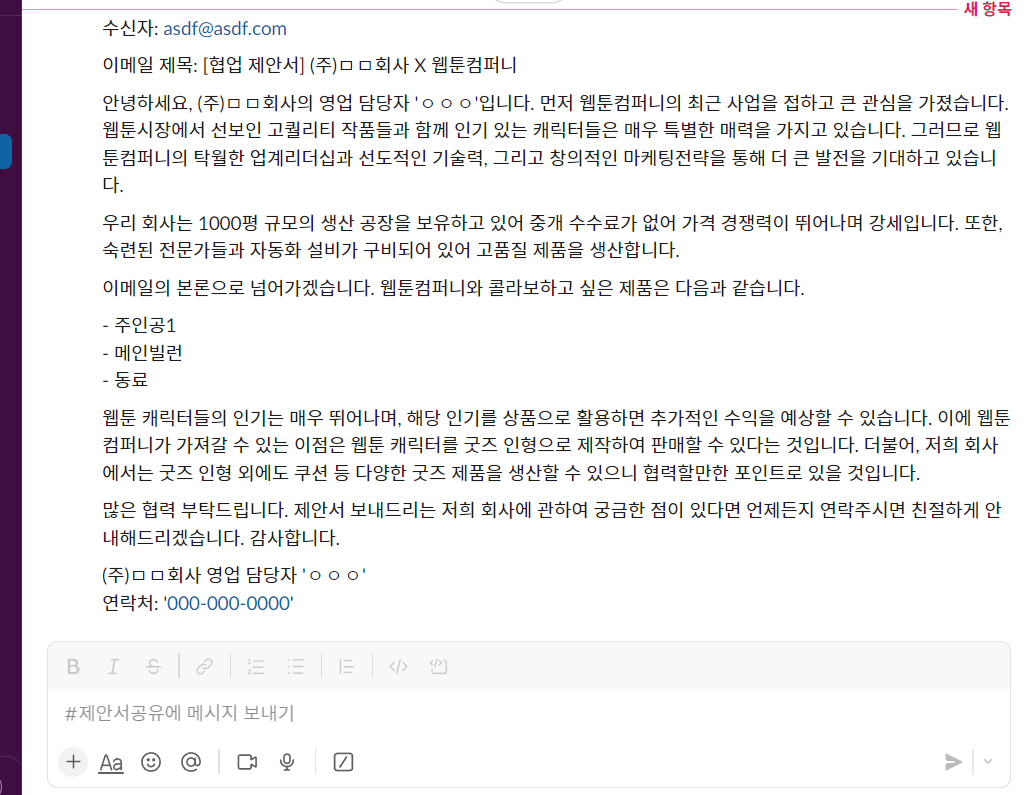 새 항목
수신자: asdf@asdf.com
이메일 제목: [협업 제안서] (주)ㅁㅁ회사 X 웹툰컴퍼니
안녕하세요, (주)ㅁㅁ회사의 영업 담당자 'ㅇㅇㅇ'입니다. 먼저 웹툰컴퍼니의 최근 사업을 접하고 큰 관심을 가졌습니다.
웹툰시장에서 선보인 고퀄리티 작품들과 함께 인기 있는 캐릭터들은 매우 특별한 매력을 가지고 있습니다. 그러므로 웹
툰컴퍼니의 탁월한 업계리더십과 선도적인 기술력, 그리고 창의적인 마케팅전략을 통해 더 큰 발전을 기대하고 있습니
다.
우리 회사는 1000평 규모의 생산 공장을 보유하고 있어 중개 수수료가 없어 가격 경쟁력이 뛰어나며 강세입니다. 또한,
숙련된 전문가들과 자동화 설비가 구비되어 있어 고품질 제품을 생산합니다.
이메일의 본론으로 넘어가겠습니다. 웹툰컴퍼니와 콜라보하고 싶은 제품은 다음과 같습니다.
- 주인공1
- 메인빌런
- 동료
웹툰 캐릭터들의 인기는 매우 뛰어나며, 해당 인기를 상품으로 활용하면 추가적인 수익을 예상할 수 있습니다. 이에 웹툰
컴퍼니가 가져갈 수 있는 이점은 웹툰 캐릭터를 굿즈 인형으로 제작하여 판매할 수 있다는 것입니다. 더불어, 저희 회사
에서는 굿즈 인형 외에도 쿠션 등 다양한 굿즈 제품을 생산할 수 있으니 협력할만한 포인트로 있을 것입니다.
많은 협력 부탁드립니다. 제안서 보내드리는 저희 회사에 관하여 궁금한 점이 있다면 언제든지 연락주시면 친절하게 안
내해드리겠습니다. 감사합니다.
(주)ㅁㅁ회사 영업 담당자 'ㅇㅇㅇ'
연락처: '000-000-0000'
#제안서공유에 메시지 보내기
Aa